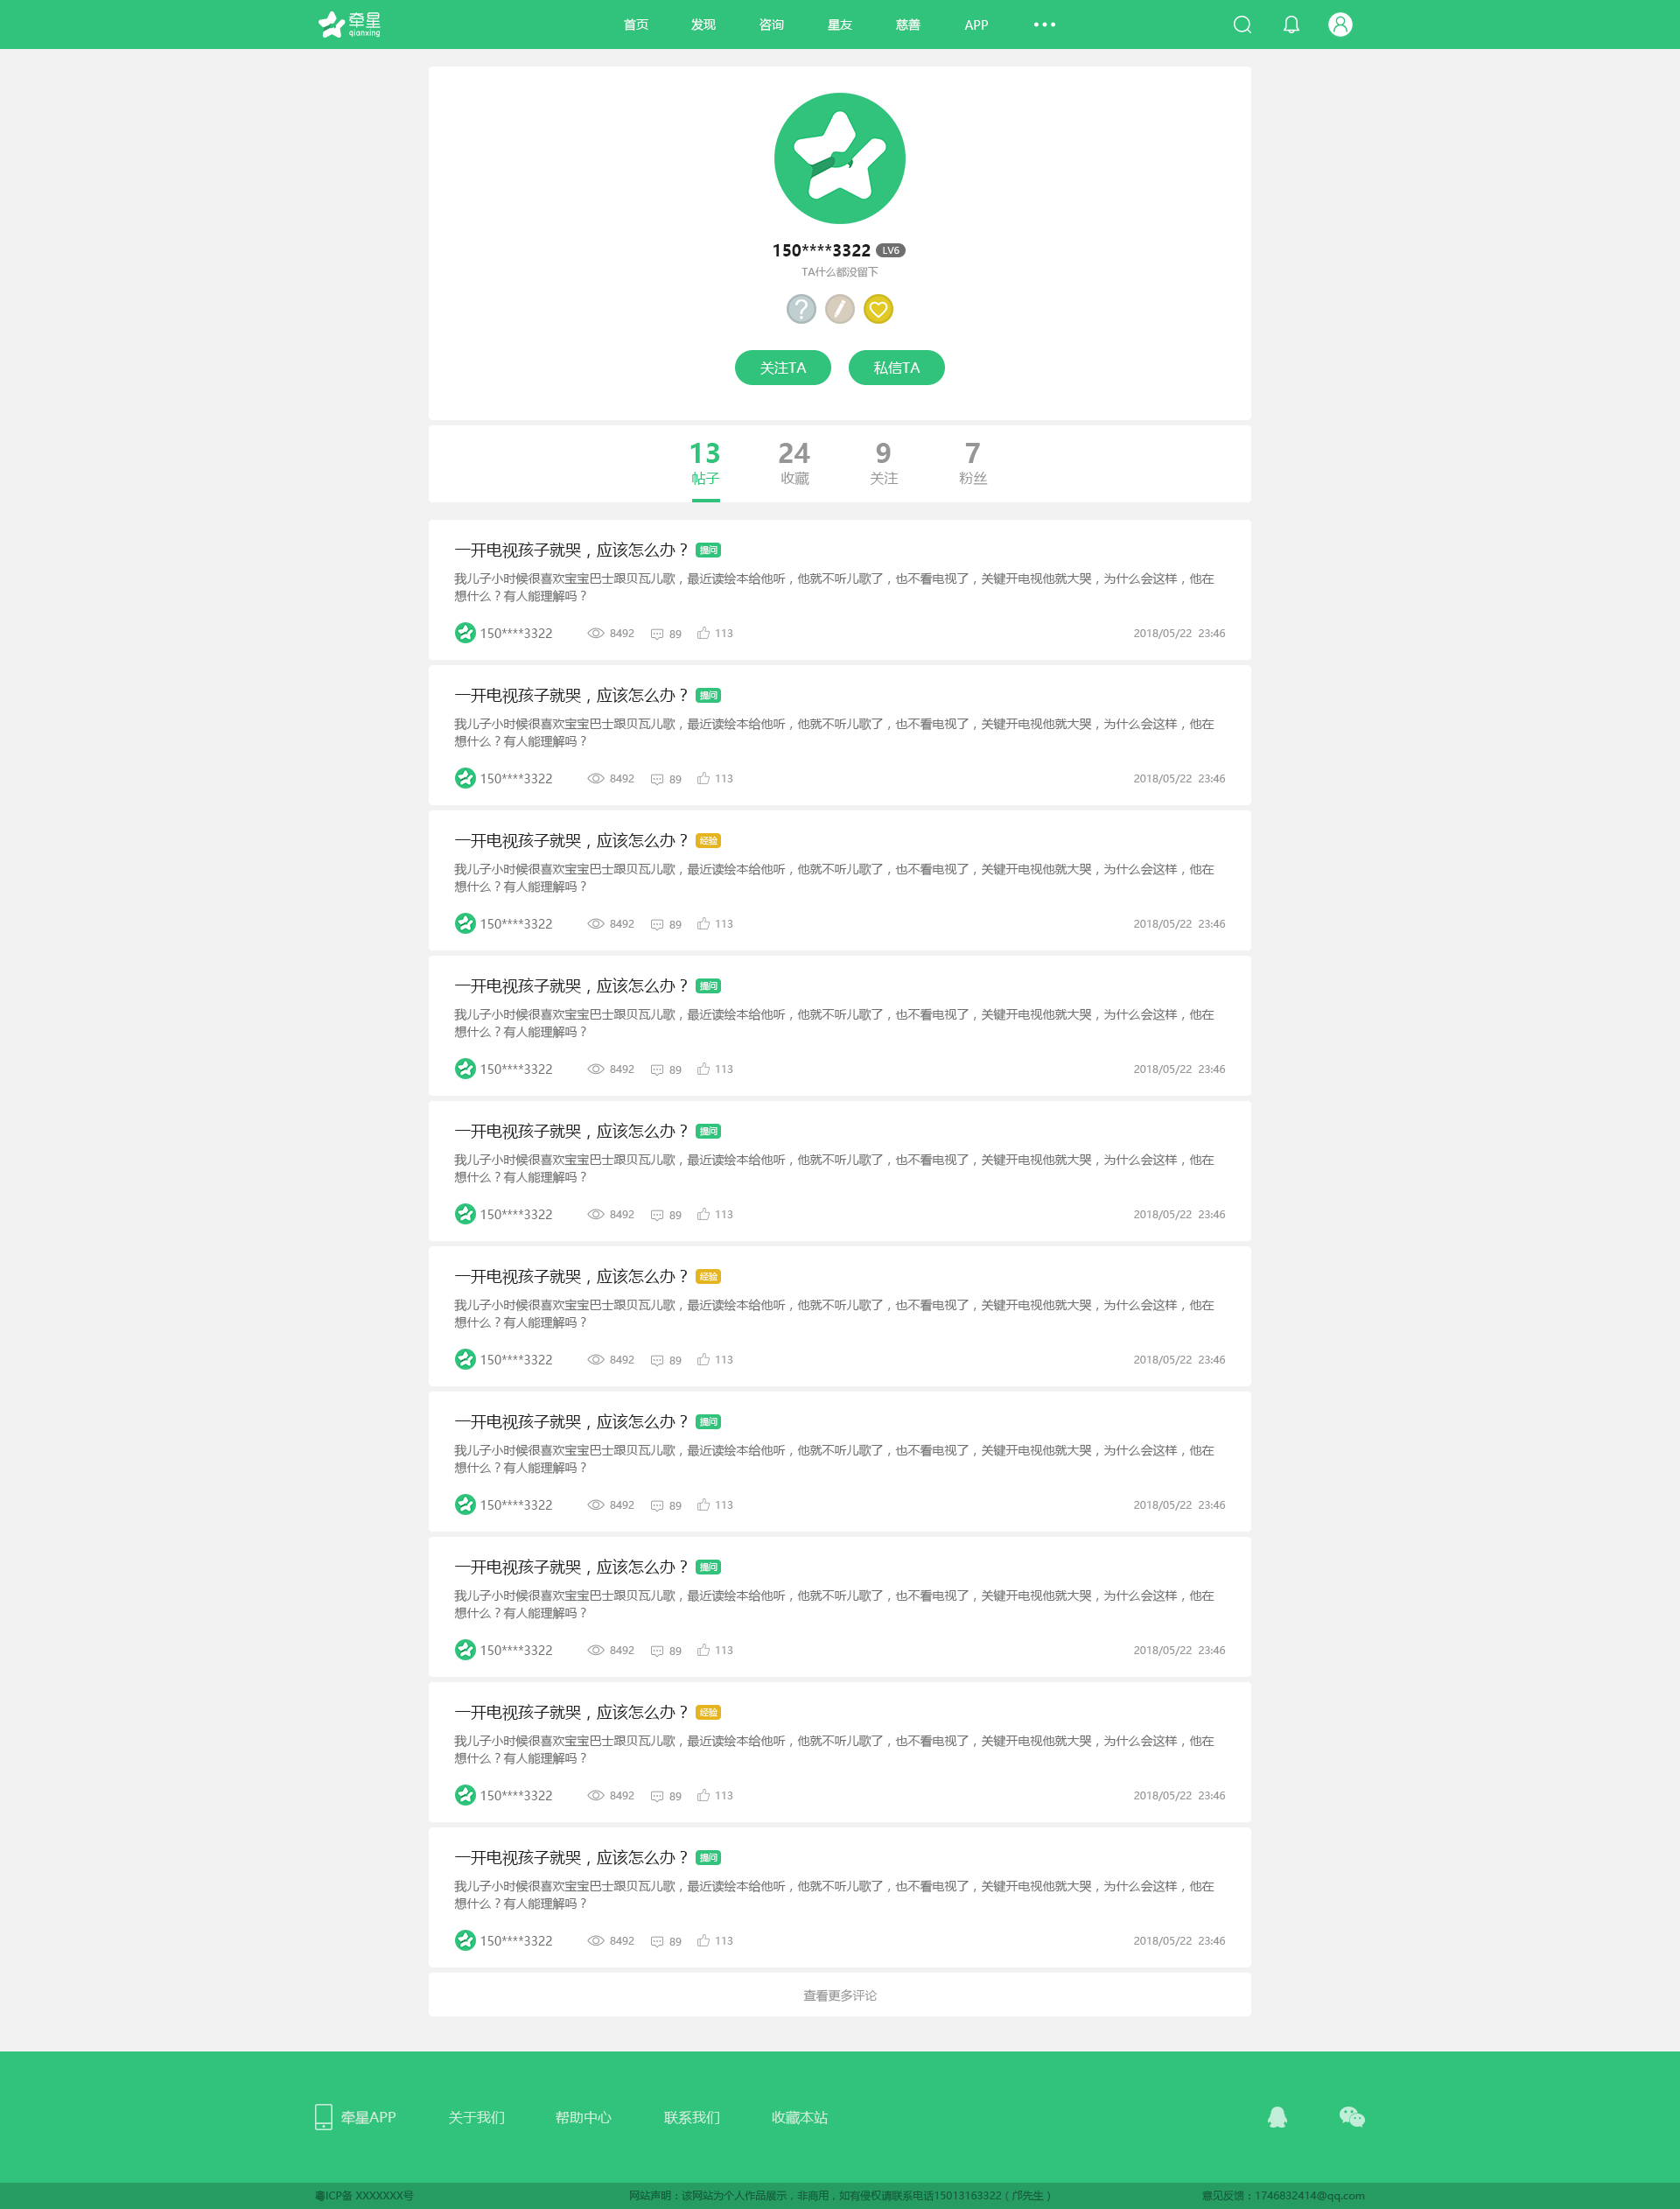 牵星
qianxing
首页 发现 咨询 星友 慈善 APP
150****3322 LV6
TA什么都没留下
关注TA 私信TA
13 24 9 7
帖子 收藏 关注 粉丝
一开电视孩子就哭，应该怎么办？ 提问
我儿子小时候很喜欢宝宝巴士跟贝瓦儿歌，最近读绘本给他听，他就不听儿歌了，也不看电视了，关键开电视他就大哭，为什么会这样，他在
想什么？有人能理解吗？
150****3322 8492 89 113 2018/05/22 23:46
一开电视孩子就哭，应该怎么办？ 提问
我儿子小时候很喜欢宝宝巴士跟贝瓦儿歌，最近读绘本给他听，他就不听儿歌了，也不看电视了，关键开电视他就大哭，为什么会这样，他在
想什么？有人能理解吗？
150****3322 8492 89 113 2018/05/22 23:46
一开电视孩子就哭，应该怎么办？ 经验
我儿子小时候很喜欢宝宝巴士跟贝瓦儿歌，最近读绘本给他听，他就不听儿歌了，也不看电视了，关键开电视他就大哭，为什么会这样，他在
想什么？有人能理解吗？
150****3322 8492 89 113 2018/05/22 23:46
一开电视孩子就哭，应该怎么办？ 提问
我儿子小时候很喜欢宝宝巴士跟贝瓦儿歌，最近读绘本给他听，他就不听儿歌了，也不看电视了，关键开电视他就大哭，为什么会这样，他在
想什么？有人能理解吗？
150****3322 8492 89 113 2018/05/22 23:46
一开电视孩子就哭，应该怎么办？ 提问
我儿子小时候很喜欢宝宝巴士跟贝瓦儿歌，最近读绘本给他听，他就不听儿歌了，也不看电视了，关键开电视他就大哭，为什么会这样，他在
想什么？有人能理解吗？
150****3322 8492 89 113 2018/05/22 23:46
一开电视孩子就哭，应该怎么办？ 经验
我儿子小时候很喜欢宝宝巴士跟贝瓦儿歌，最近读绘本给他听，他就不听儿歌了，也不看电视了，关键开电视他就大哭，为什么会这样，他在
想什么？有人能理解吗？
150****3322 8492 89 113 2018/05/22 23:46
一开电视孩子就哭，应该怎么办？ 提问
我儿子小时候很喜欢宝宝巴士跟贝瓦儿歌，最近读绘本给他听，他就不听儿歌了，也不看电视了，关键开电视他就大哭，为什么会这样，他在
想什么？有人能理解吗？
150****3322 8492 89 113 2018/05/22 23:46
一开电视孩子就哭，应该怎么办？ 提问
我儿子小时候很喜欢宝宝巴士跟贝瓦儿歌，最近读绘本给他听，他就不听儿歌了，也不看电视了，关键开电视他就大哭，为什么会这样，他在
想什么？有人能理解吗？
150****3322 8492 89 113 2018/05/22 23:46
一开电视孩子就哭，应该怎么办？ 经验
我儿子小时候很喜欢宝宝巴士跟贝瓦儿歌，最近读绘本给他听，他就不听儿歌了，也不看电视了，关键开电视他就大哭，为什么会这样，他在
想什么？有人能理解吗？
150****3322 8492 89 113 2018/05/22 23:46
一开电视孩子就哭，应该怎么办？ 提问
我儿子小时候很喜欢宝宝巴士跟贝瓦儿歌，最近读绘本给他听，他就不听儿歌了，也不看电视了，关键开电视他就大哭，为什么会这样，他在
想什么？有人能理解吗？
150****3322 8492 89 113 2018/05/22 23:46
查看更多评论
牵星APP 关于我们 帮助中心 联系我们 收藏本站
粤ICP备 XXXXXXX号 网站声明：该网站为个人作品展示，非商用，如有侵权请联系电话15013163322（邝先生） 意见反馈：1746832414@qq.com